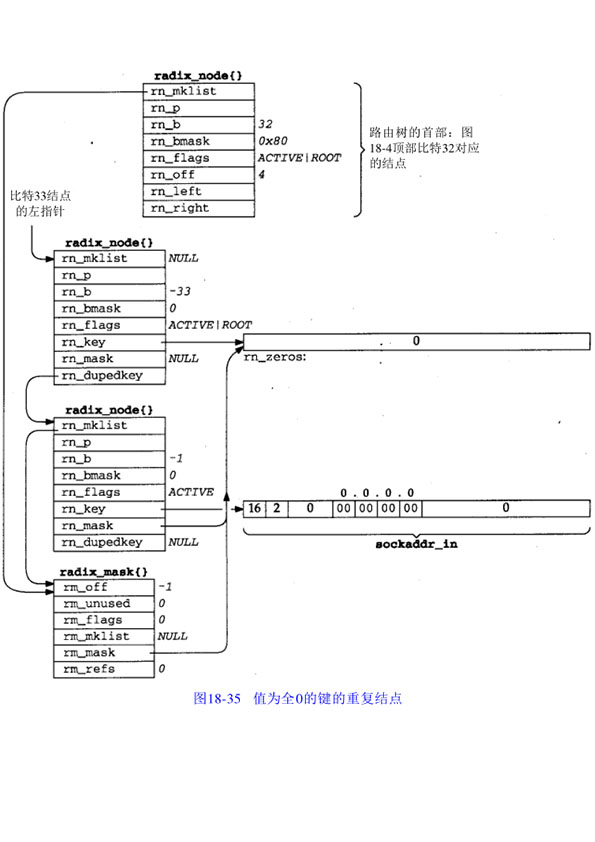 radix_node{}
rn_mklist
rn_p
rn_b 32
rn_bmask 0x80
rn_flags ACTIVE|ROOT
rn_off 4
rn_left
rn_right
路由树的首部：图
18-4顶部比特32对应
的结点
比特33结点
的左指针
radix_node{}
rn_mklist NULL
rn_p
rn_b -33
rn_bmask 0
rn_flags ACTIVE|ROOT
rn_key
rn_mask NULL
rn_dupedkey
0
rn_zeros:
radix_node{}
rn_mklist
rn_p
rn_b -1
rn_bmask 0
rn_flags ACTIVE
rn_key
rn_mask
rn_dupedkey NULL
0.0.0.0
16 2 0 00 00 00 00 0
sockaddr_in
radix_mask{}
rm_off -1
rm_unused 0
rm_flags 0
rm_mklist NULL
rm_mask
rm_refs 0
图18-35 值为全0的键的重复结点